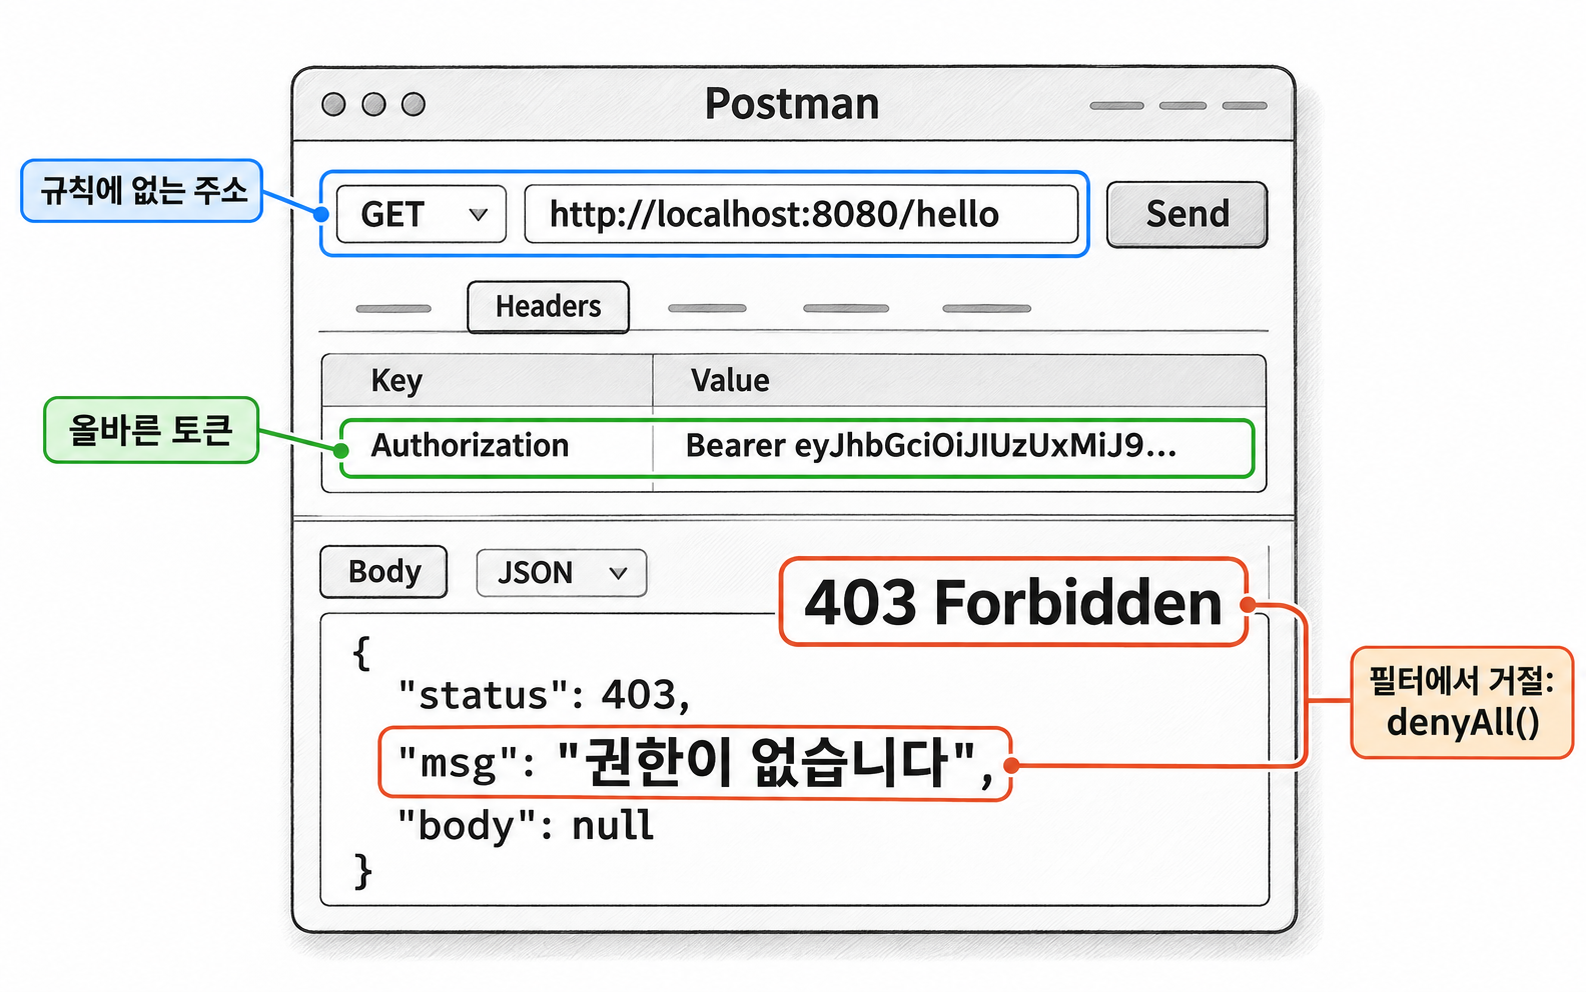 Postman
규칙에 없는 주소
GET
http://localhost:8080/hello
Send
Headers
Key
Value
올바른 토큰
Authorization
Bearer eyJhbGciOiJIUzUxMiJ9...
Body
JSON
403 Forbidden
{
"status": 403,
"msg": "권한이 없습니다",
"body": null
}
필터에서 거절:
denyAll()